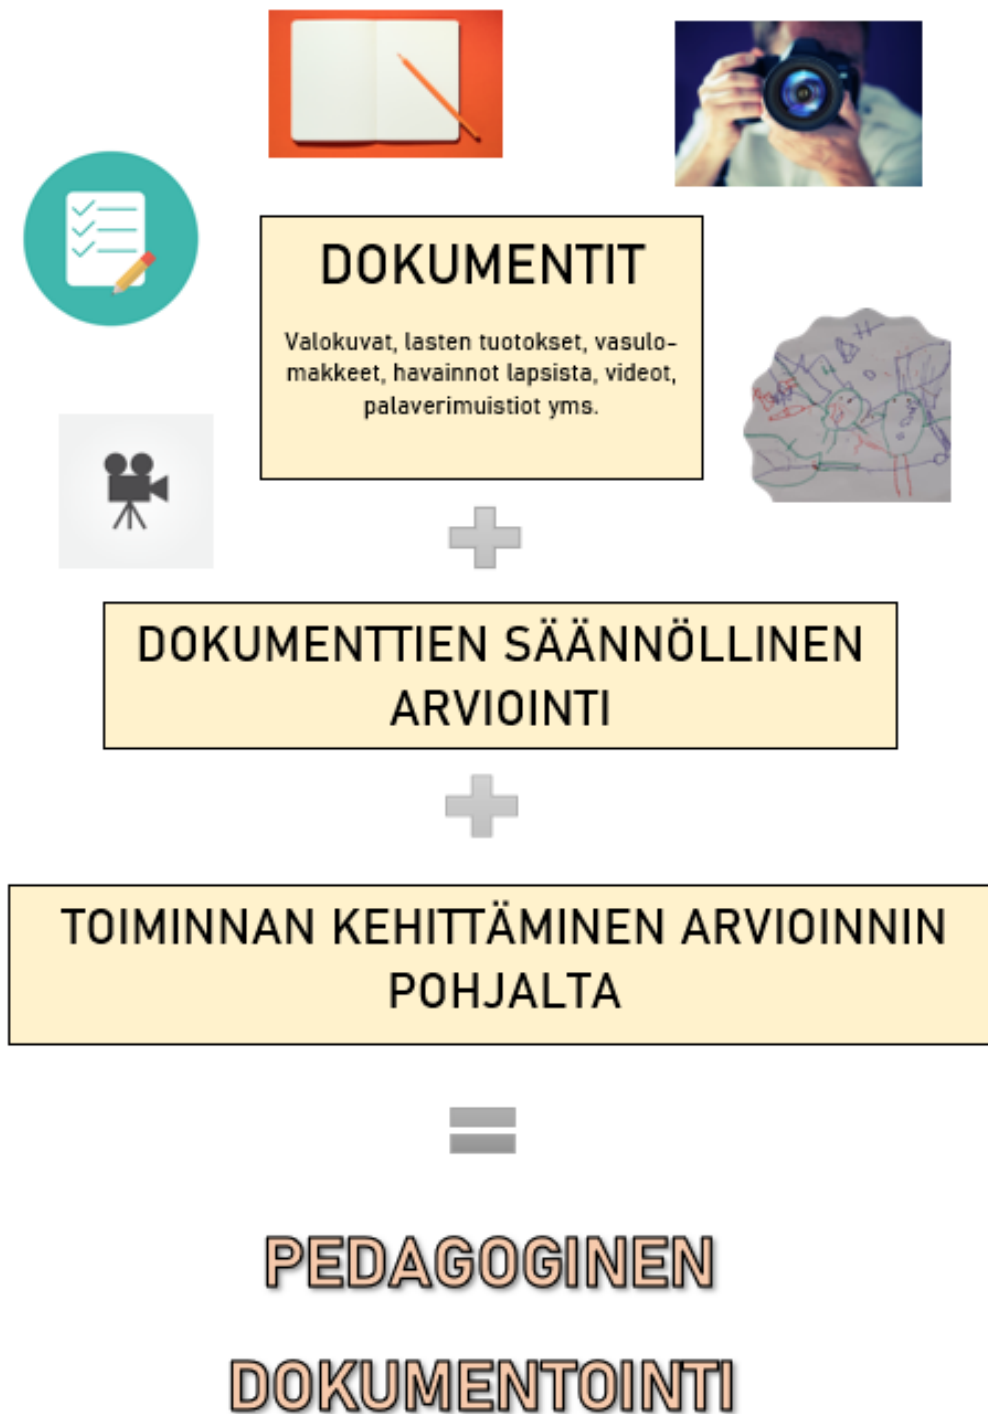 DOKUMENTIT
Valokuvat, lasten tuotokset, vasulo-
makkeet, havainnot lapsista, videot,
palaverimuistiot yms.
DOKUMENTTIEN SÄÄNNÖLLINEN
ARVIOINTI
TOIMINNAN KEHITTÄMINEN ARVIOINNIN
POHJALTA
PEDAGOGINEN
DOKUMENTOINTI